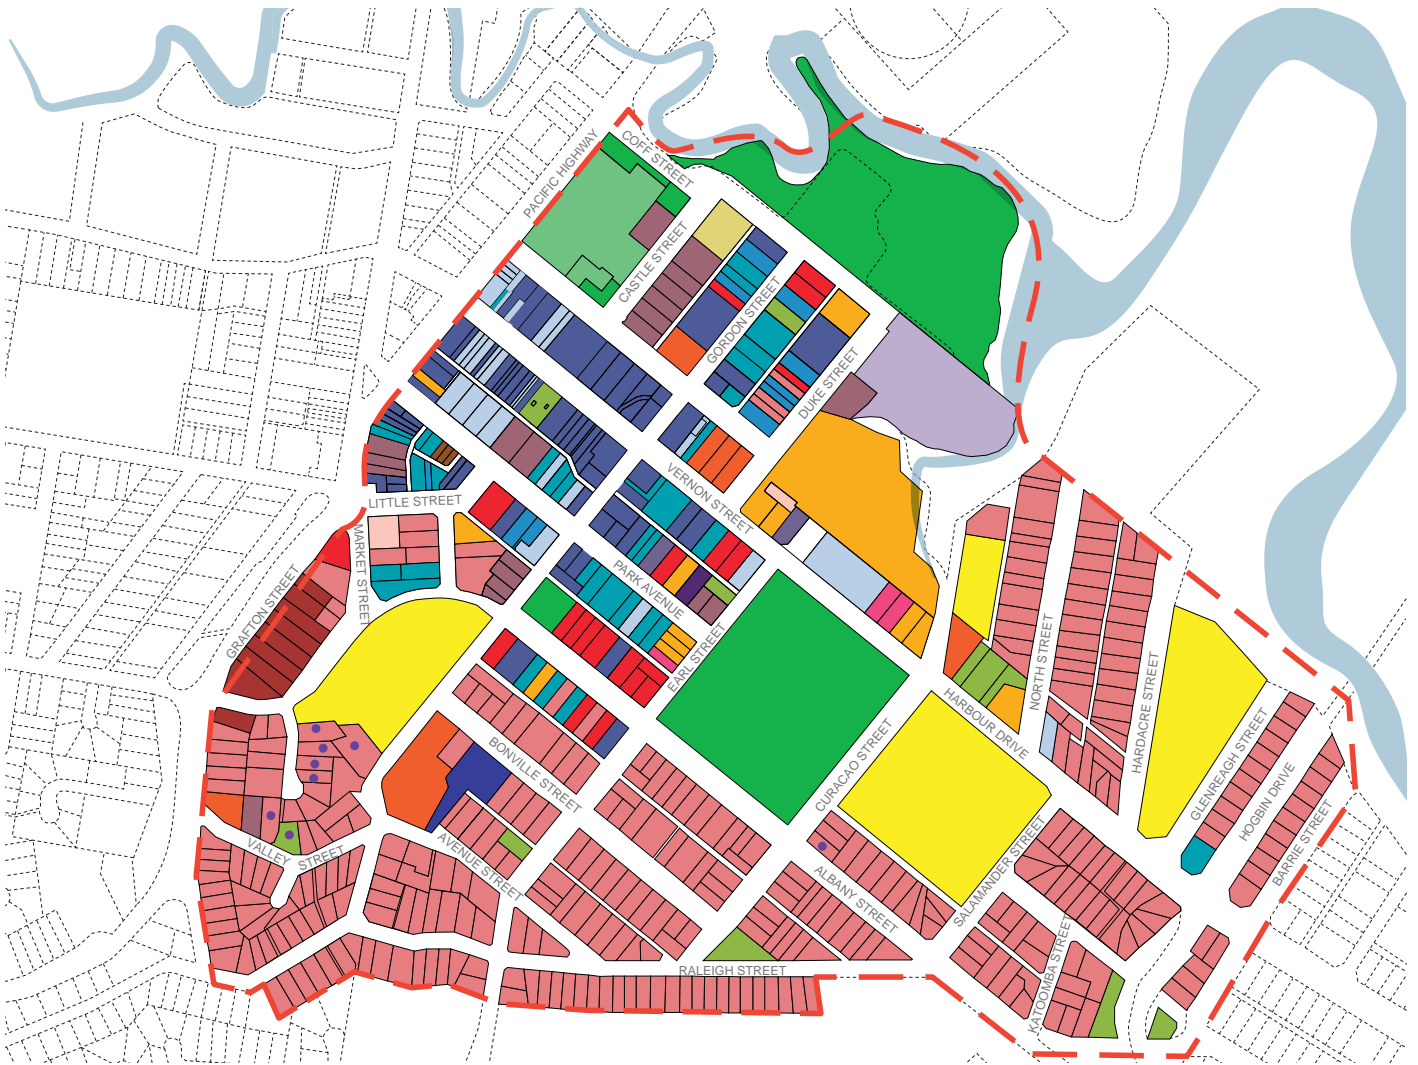 PACIFIC HIGHWAY
COFF STREET
CASTLE STREET
GORDON STREET
DUKE STREET
VERNON STREET
LITTLE STREET
MARKET STREET
GRAFTON STREET
PARK AVENUE
EARL STREET
NORTH STREET
HARDACRE STREET
HARBOUR DRIVE
CURACAO STREET
GLENREAGH STREET
HOGBIN DRIVE
BARRIE STREET
BONVILLE STREET
AVENUE STREET
VALLEY STREET
ALBANY STREET
SALAMANDER STREET
KATOOMBA STREET
RALEIGH STREET